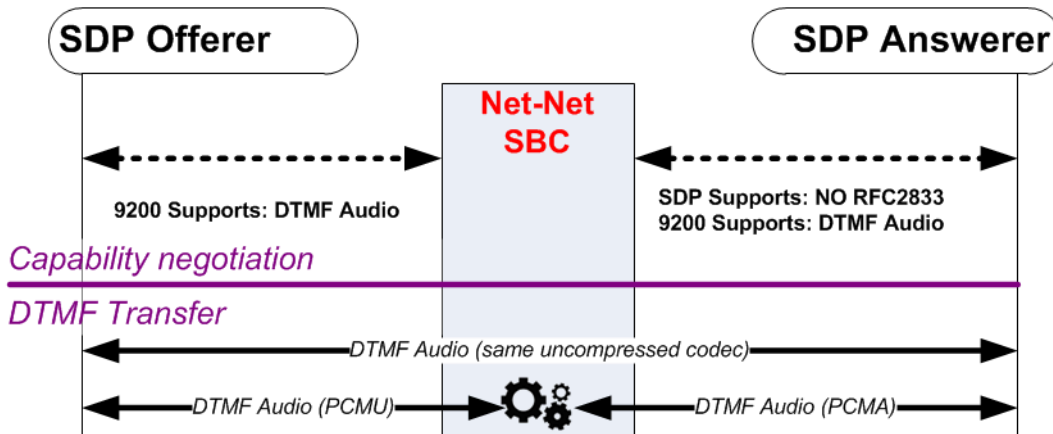 SDP Offerer
SDP Answerer
Net-Net
SBC
9200 Supports: DTMF Audio
SDP Supports: NO RFC2833
9200 Supports: DTMF Audio
Capability negotiation
DTMF Transfer
DTMF Audio (same uncompressed codec)
DTMF Audio (PCMU)
DTMF Audio (PCMA)